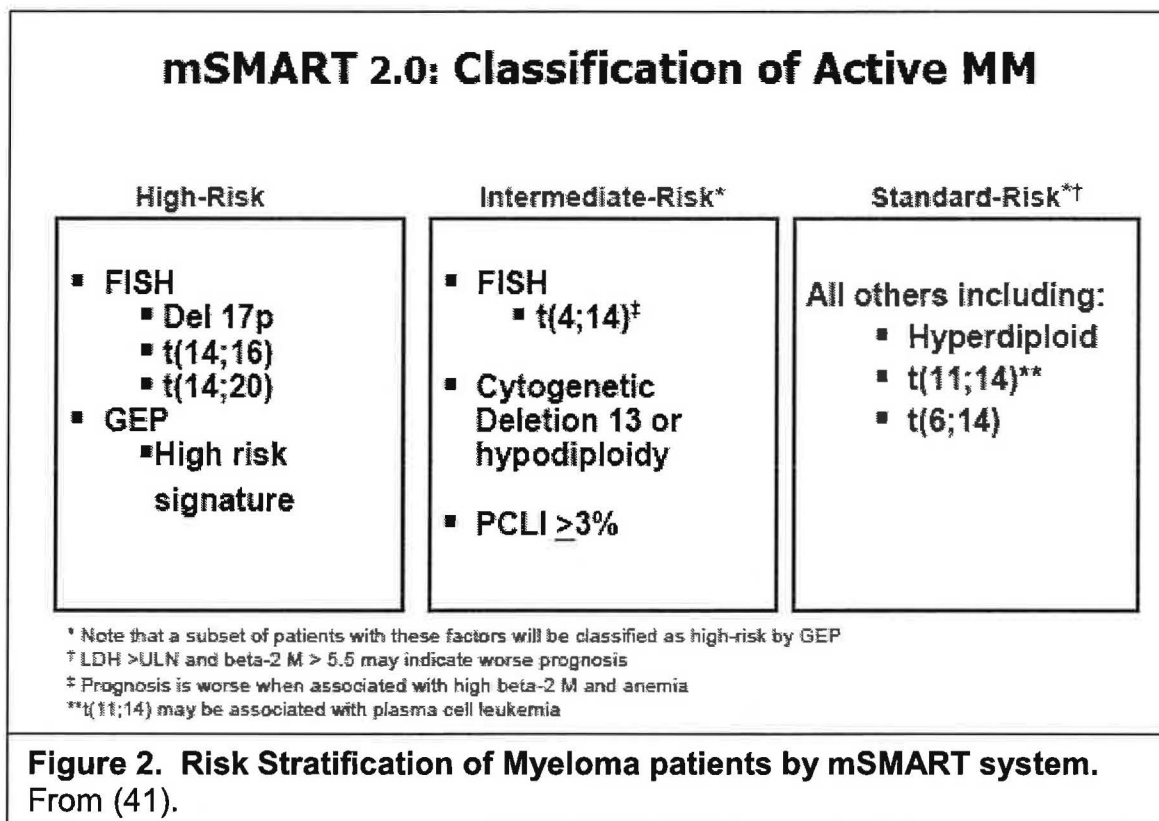 mSMART 2.0: Classification of Active MM
High-Risk
▪ FISH
▪ Del 17p
▪ t(14;16)
▪ t(14;20)
▪ GEP
▪High risk
signature
Intermediate-Risk*
▪ FISH
▪ t(4;14)‡
▪ Cytogenetic
Deletion 13 or
hypodiploidy
▪ PCLI ≥3%
Standard-Risk*†
All others including:
▪ Hyperdiploid
▪ t(11;14)**
▪ t(6;14)
* Note that a subset of patients with these factors will be classified as high-risk by GEP
† LDH >ULN and beta-2 M > 5.5 may indicate worse prognosis
‡ Prognosis is worse when associated with high beta-2 M and anemia
**t(11;14) may be associated with plasma cell leukemia
Figure 2. Risk Stratification of Myeloma patients by mSMART system.
From (41).